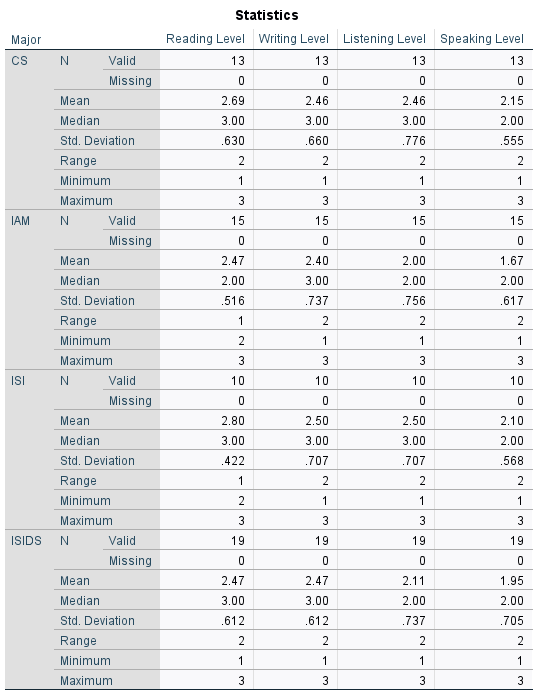 Statistics
Major Reading Level Writing Level Listening Level Speaking Level
CS N Valid 13 13 13 13
Missing 0 0 0 0
Mean 2.69 2.46 2.46 2.15
Median 3.00 3.00 3.00 2.00
Std. Deviation .630 .660 .776 .555
Range 2 2 2 2
Minimum 1 1 1 1
Maximum 3 3 3 3
IAM N Valid 15 15 15 15
Missing 0 0 0 0
Mean 2.47 2.40 2.00 1.67
Median 2.00 3.00 2.00 2.00
Std. Deviation .516 .737 .756 .617
Range 1 2 2 2
Minimum 2 1 1 1
Maximum 3 3 3 3
ISI N Valid 10 10 10 10
Missing 0 0 0 0
Mean 2.80 2.50 2.50 2.10
Median 3.00 3.00 3.00 2.00
Std. Deviation .422 .707 .707 .568
Range 1 2 2 2
Minimum 2 1 1 1
Maximum 3 3 3 3
ISIDS N Valid 19 19 19 19
Missing 0 0 0 0
Mean 2.47 2.47 2.11 1.95
Median 3.00 3.00 2.00 2.00
Std. Deviation .612 .612 .737 .705
Range 2 2 2 2
Minimum 1 1 1 1
Maximum 3 3 3 3